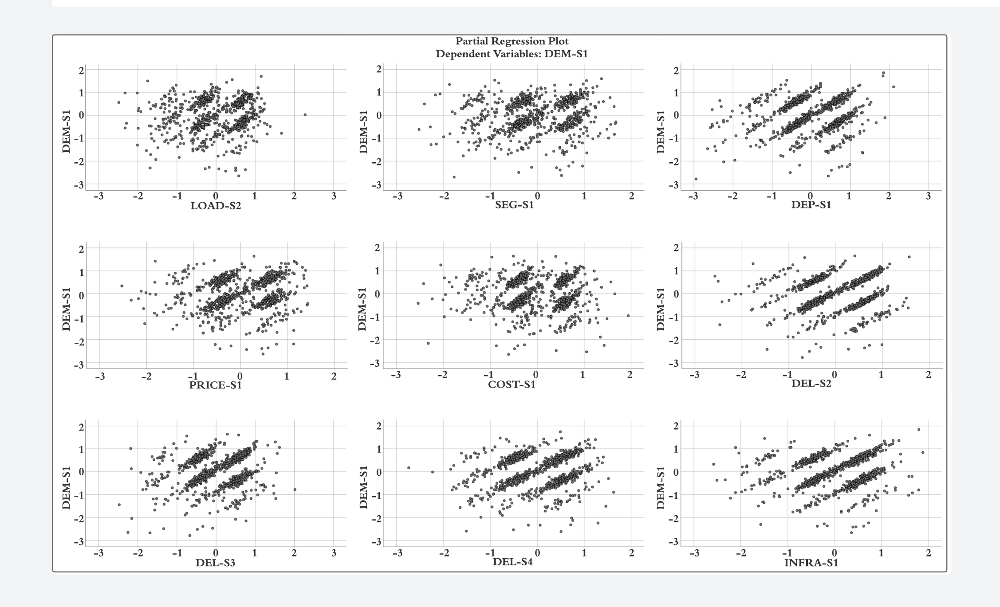 Partial Regression Plot
Dependent Variables: DEM-S1
2
1
0
-1
-2
-3
DEM-S1
-3 -2 -1 0 1 2 3
LOAD-S2
2
1
0
-1
-2
-3
DEM-S1
-3 -2 -1 0 1 2
SEG-S1
2
1
0
-1
-2
-3
DEM-S1
-3 -2 -1 0 1 2 3
DEP-S1
2
1
0
-1
-2
-3
DEM-S1
-3 -2 -1 0 1 2
PRICE-S1
2
1
0
-1
-2
-3
DEM-S1
-3 -2 -1 0 1 2
COST-S1
2
1
0
-1
-2
-3
DEM-S1
-3 -2 -1 0 1 2
DEL-S2
2
1
0
-1
-2
-3
DEM-S1
-3 -2 -1 0 1 2 3
DEL-S3
2
1
0
-1
-2
-3
DEM-S1
-3 -2 -1 0 1 2
DEL-S4
2
1
0
-1
-2
-3
DEM-S1
-3 -2 -1 0 1 2
INFRA-S1